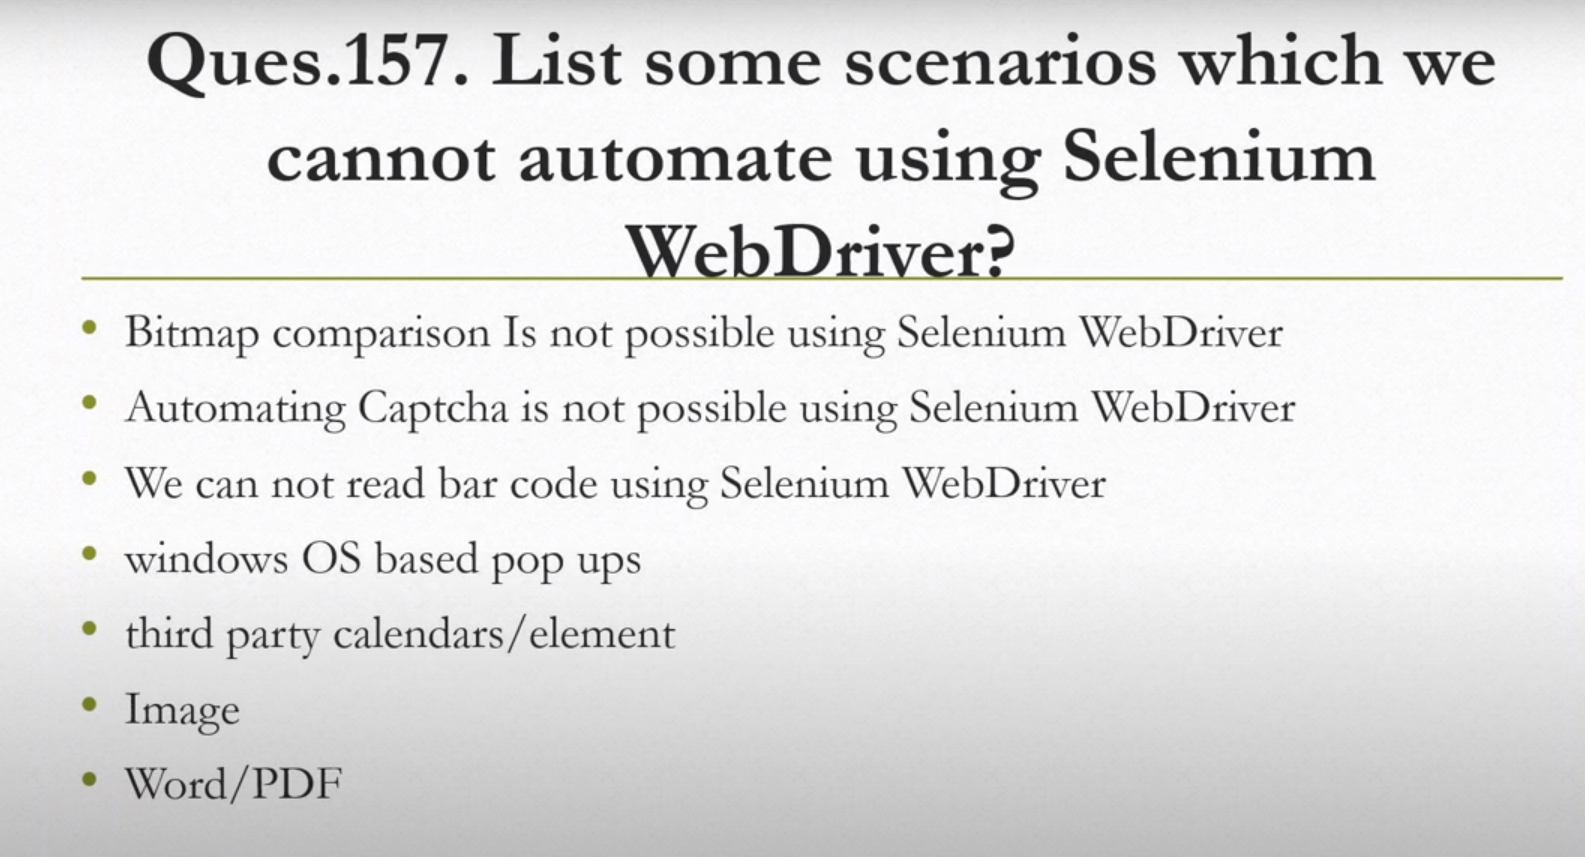 Ques.157. List some scenarios which we
cannot automate using Selenium
WebDriver?
• Bitmap comparison Is not possible using Selenium WebDriver
• Automating Captcha is not possible using Selenium WebDriver
• We can not read bar code using Selenium WebDriver
• windows OS based pop ups
• third party calendars/element
• Image
• Word/PDF